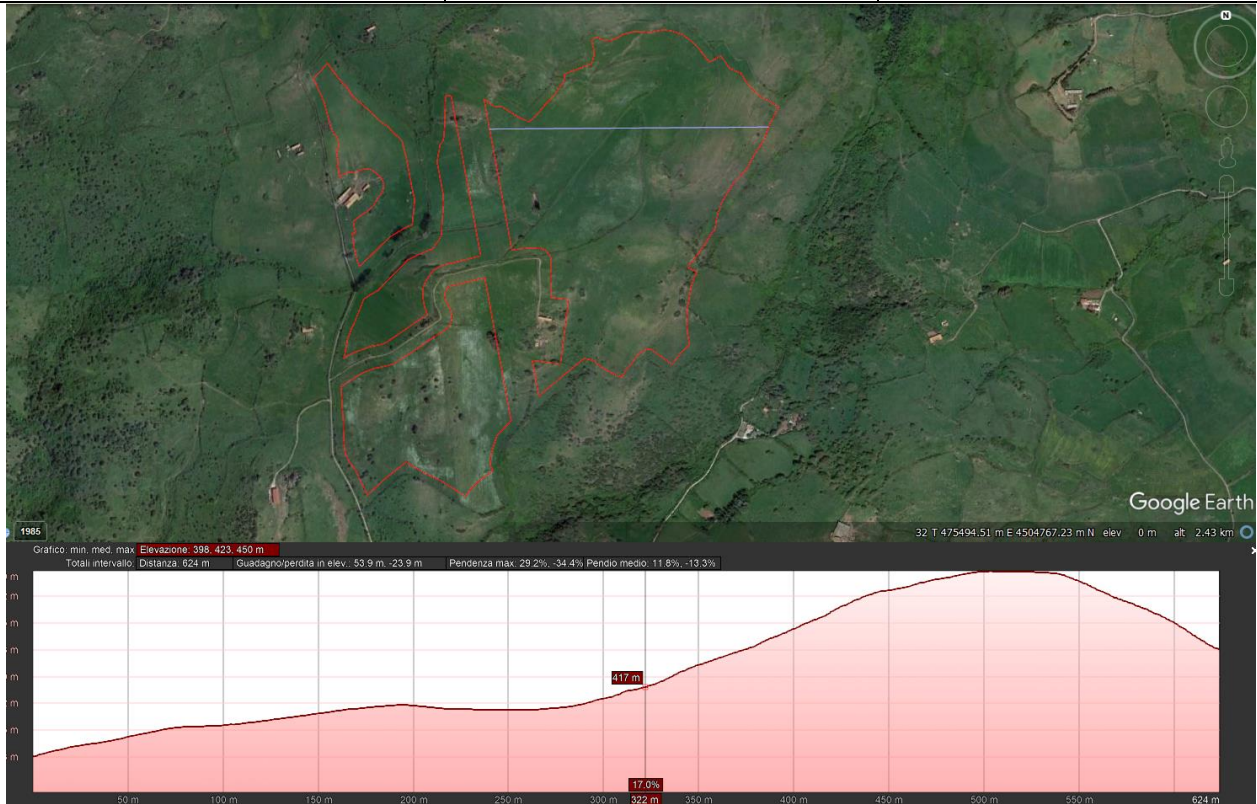 N
Google Earth
1985
32 T 475494.51 m E 4504767.23 m N elev 0 m alt 2.43 km
Grafico: min. med. max Elevazione: 398, 423, 450 m
Totali intervallo: Distanza: 624 m Guadagno/perdita in elev.: 53.9 m, -23.9 m Pendenza max: 29.2%, -34.4% Pendio medio: 11.8%, -13.3%
417 m
17.0%
50 m 100 m 150 m 200 m 250 m 300 m 322 m 350 m 400 m 450 m 500 m 550 m 624 m